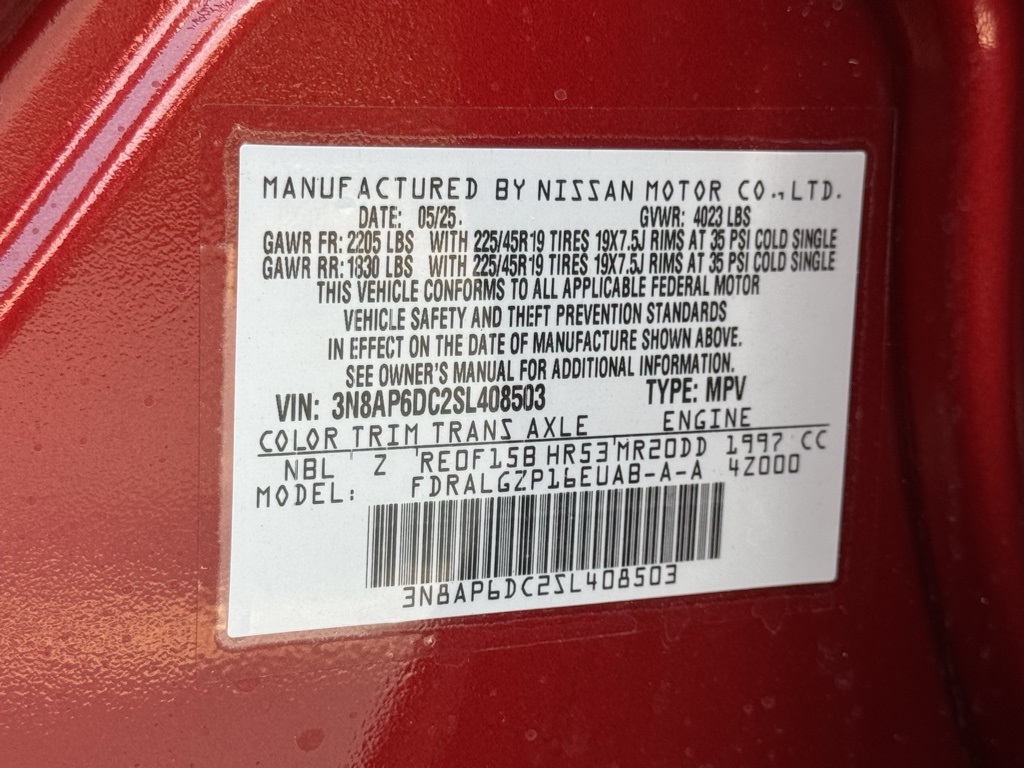 MANUFACTURED BY NISSAN MOTOR CO., LTD.
DATE: 05/25. GVWR: 4023 LBS
GAWR FR: 2205 LBS WITH 225/45R19 TIRES 19X7.5J RIMS AT 35 PSI COLD SINGLE
GAWR RR: 1830 LBS WITH 225/45R19 TIRES 19X7.5J RIMS AT 35 PSI COLD SINGLE
THIS VEHICLE CONFORMS TO ALL APPLICABLE FEDERAL MOTOR
VEHICLE SAFETY AND THEFT PREVENTION STANDARDS
IN EFFECT ON THE DATE OF MANUFACTURE SHOWN ABOVE.
SEE OWNER'S MANUAL FOR ADDITIONAL INFORMATION.
VIN: 3N8AP6DC2SL408503 TYPE: MPV
COLOR TRIM TRANS AXLE ENGINE
NBL Z RE0F15B HR53 MR20DD 1997 CC
MODEL: FDRALGZP16EUAB-A-A 4Z000
3N8AP6DC2SL408503